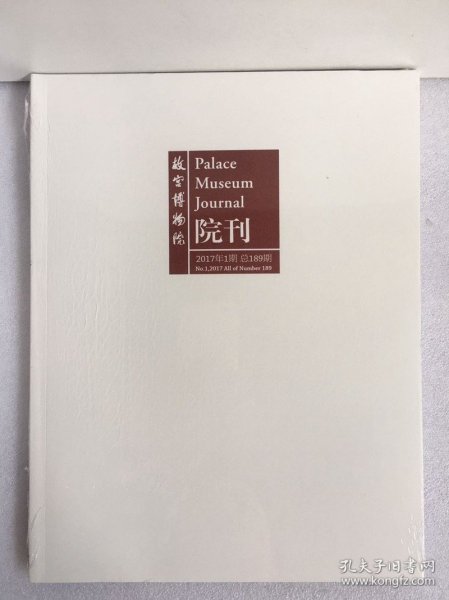 故宫博物院
Palace
Museum
Journal
院刊
2017年1期 总189期
No.1,2017 All of Number 189
孔夫子旧书网
www.kongfz.com